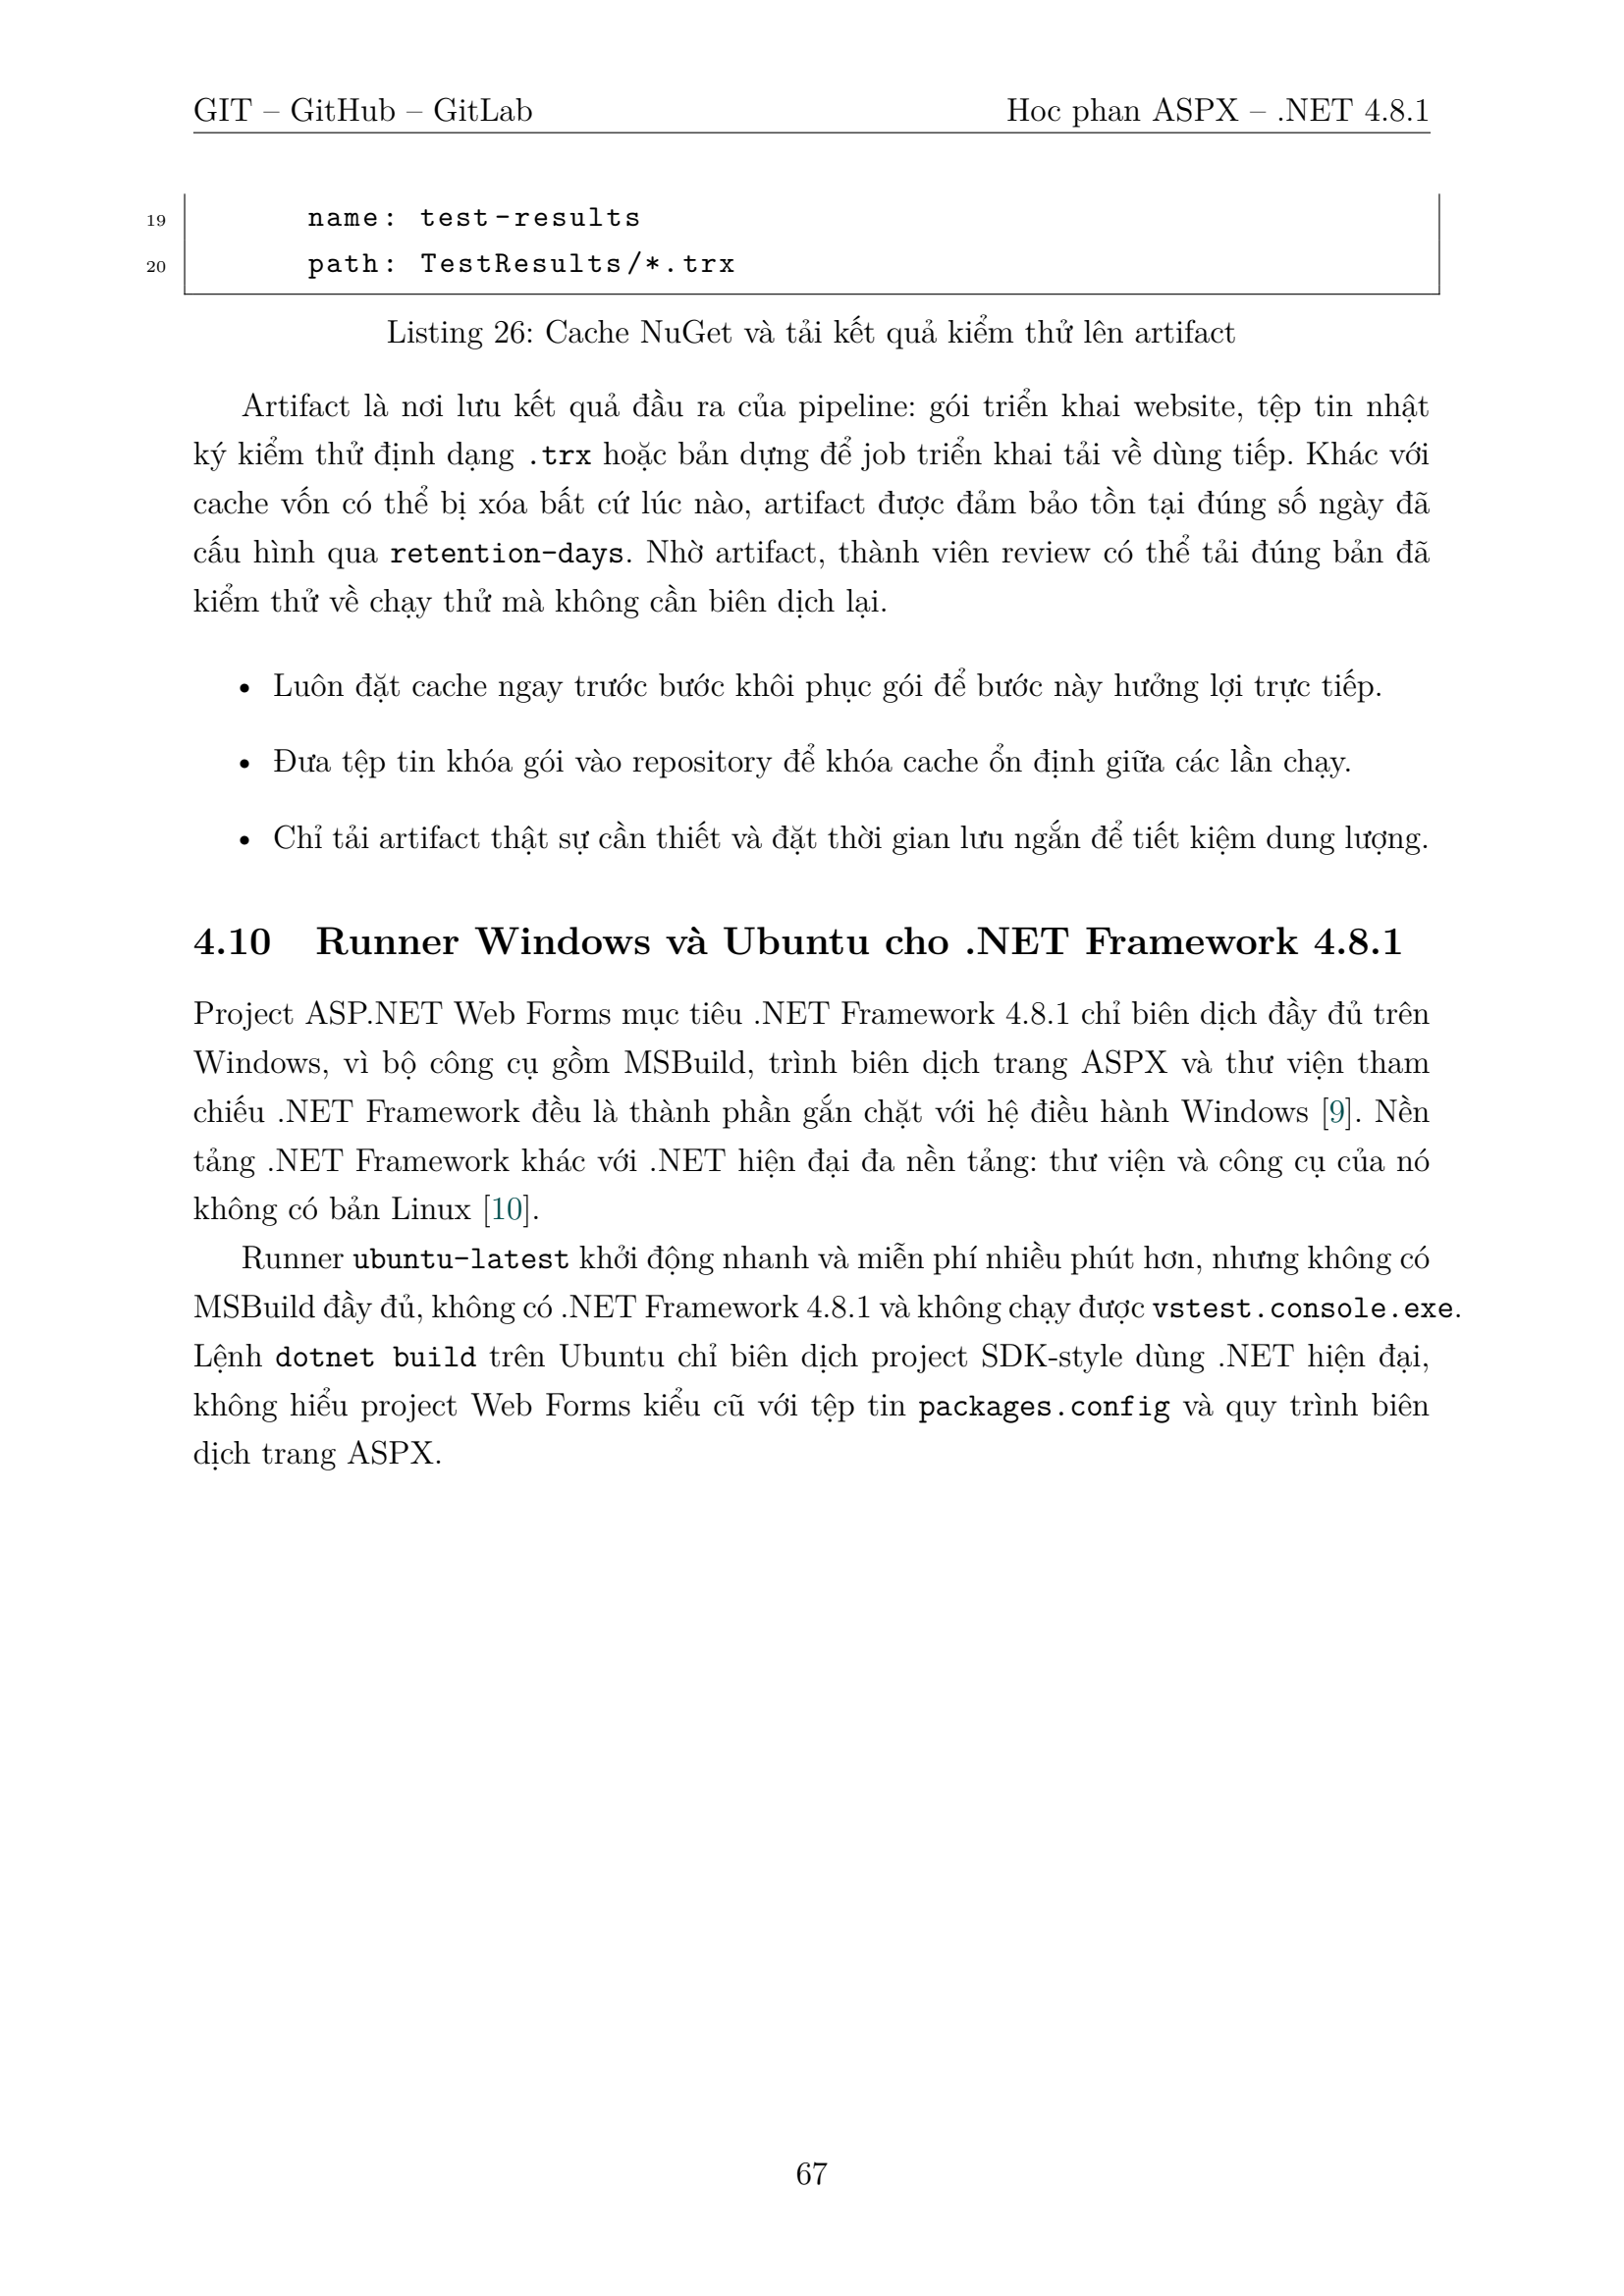 GIT – GitHub – GitLab Hoc phan ASPX – .NET 4.8.1
19 name: test-results
20 path: TestResults/*.trx
Listing 26: Cache NuGet và tải kết quả kiểm thử lên artifact
Artifact là nơi lưu kết quả đầu ra của pipeline: gói triển khai website, tệp tin nhật
ký kiểm thử định dạng .trx hoặc bản dựng để job triển khai tải về dùng tiếp. Khác với
cache vốn có thể bị xóa bất cứ lúc nào, artifact được đảm bảo tồn tại đúng số ngày đã
cấu hình qua retention-days. Nhờ artifact, thành viên review có thể tải đúng bản đã
kiểm thử về chạy thử mà không cần biên dịch lại.
• Luôn đặt cache ngay trước bước khôi phục gói để bước này hưởng lợi trực tiếp.
• Đưa tệp tin khóa gói vào repository để khóa cache ổn định giữa các lần chạy.
• Chỉ tải artifact thật sự cần thiết và đặt thời gian lưu ngắn để tiết kiệm dung lượng.
4.10 Runner Windows và Ubuntu cho .NET Framework 4.8.1
Project ASP.NET Web Forms mục tiêu .NET Framework 4.8.1 chỉ biên dịch đầy đủ trên
Windows, vì bộ công cụ gồm MSBuild, trình biên dịch trang ASPX và thư viện tham
chiếu .NET Framework đều là thành phần gắn chặt với hệ điều hành Windows [9]. Nền
tảng .NET Framework khác với .NET hiện đại đa nền tảng: thư viện và công cụ của nó
không có bản Linux [10].
Runner ubuntu-latest khởi động nhanh và miễn phí nhiều phút hơn, nhưng không có
MSBuild đầy đủ, không có .NET Framework 4.8.1 và không chạy được vstest.console.exe.
Lệnh dotnet build trên Ubuntu chỉ biên dịch project SDK-style dùng .NET hiện đại,
không hiểu project Web Forms kiểu cũ với tệp tin packages.config và quy trình biên
dịch trang ASPX.
67